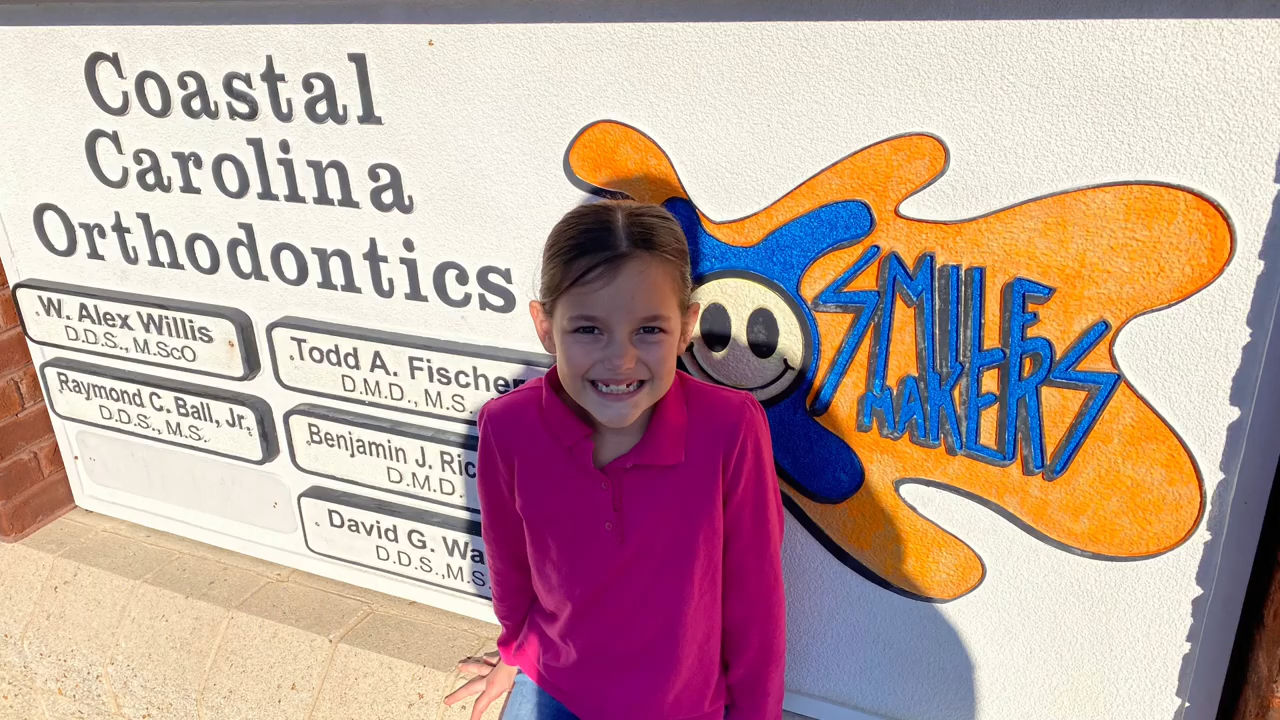 Coastal
Carolina
Orthodontics
W. Alex Willis
D.D.S., M.ScO
Raymond C. Ball, Jr.
D.D.S., M.S.
Todd A. Fischer
D.M.D., M.S.
Benjamin J.
D.M.D.
David G.
D.D.S.,M.S.
SMILE
MAKERS